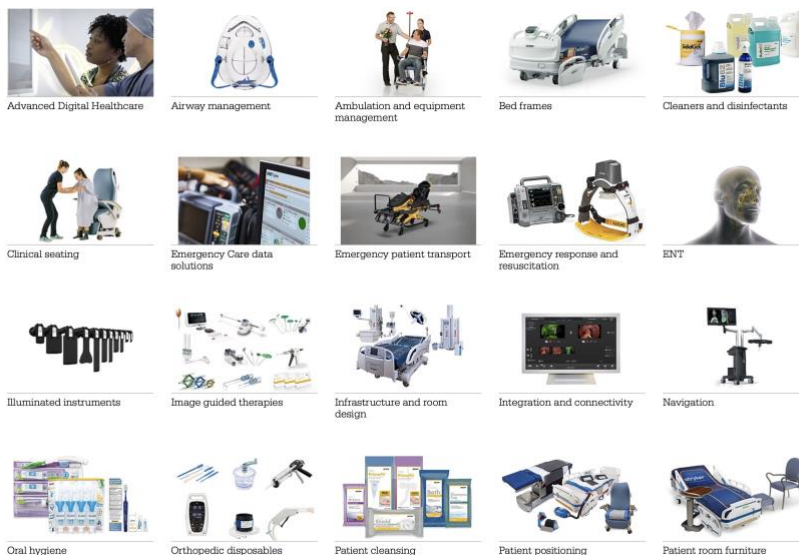 Advanced Digital Healthcare
Airway management
Ambulation and equipment
management
Bed frames
Cleaners and disinfectants
Clinical seating
Emergency Care data
solutions
Emergency patient transport
Emergency response and
resuscitation
ENT
Illuminated instruments
Image guided therapies
Infrastructure and room
design
Integration and connectivity
Navigation
Oral hygiene
Orthopedic disposables
Patient cleansing
Patient positioning
Patient room furniture